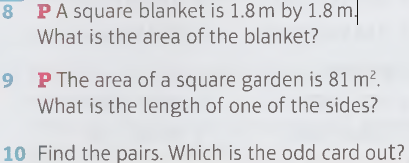 8 P A square blanket is 1.8 m by 1.8 m.
What is the area of the blanket?
9 P The area of a square garden is 81 m².
What is the length of one of the sides?
10 Find the pairs. Which is the odd card out?